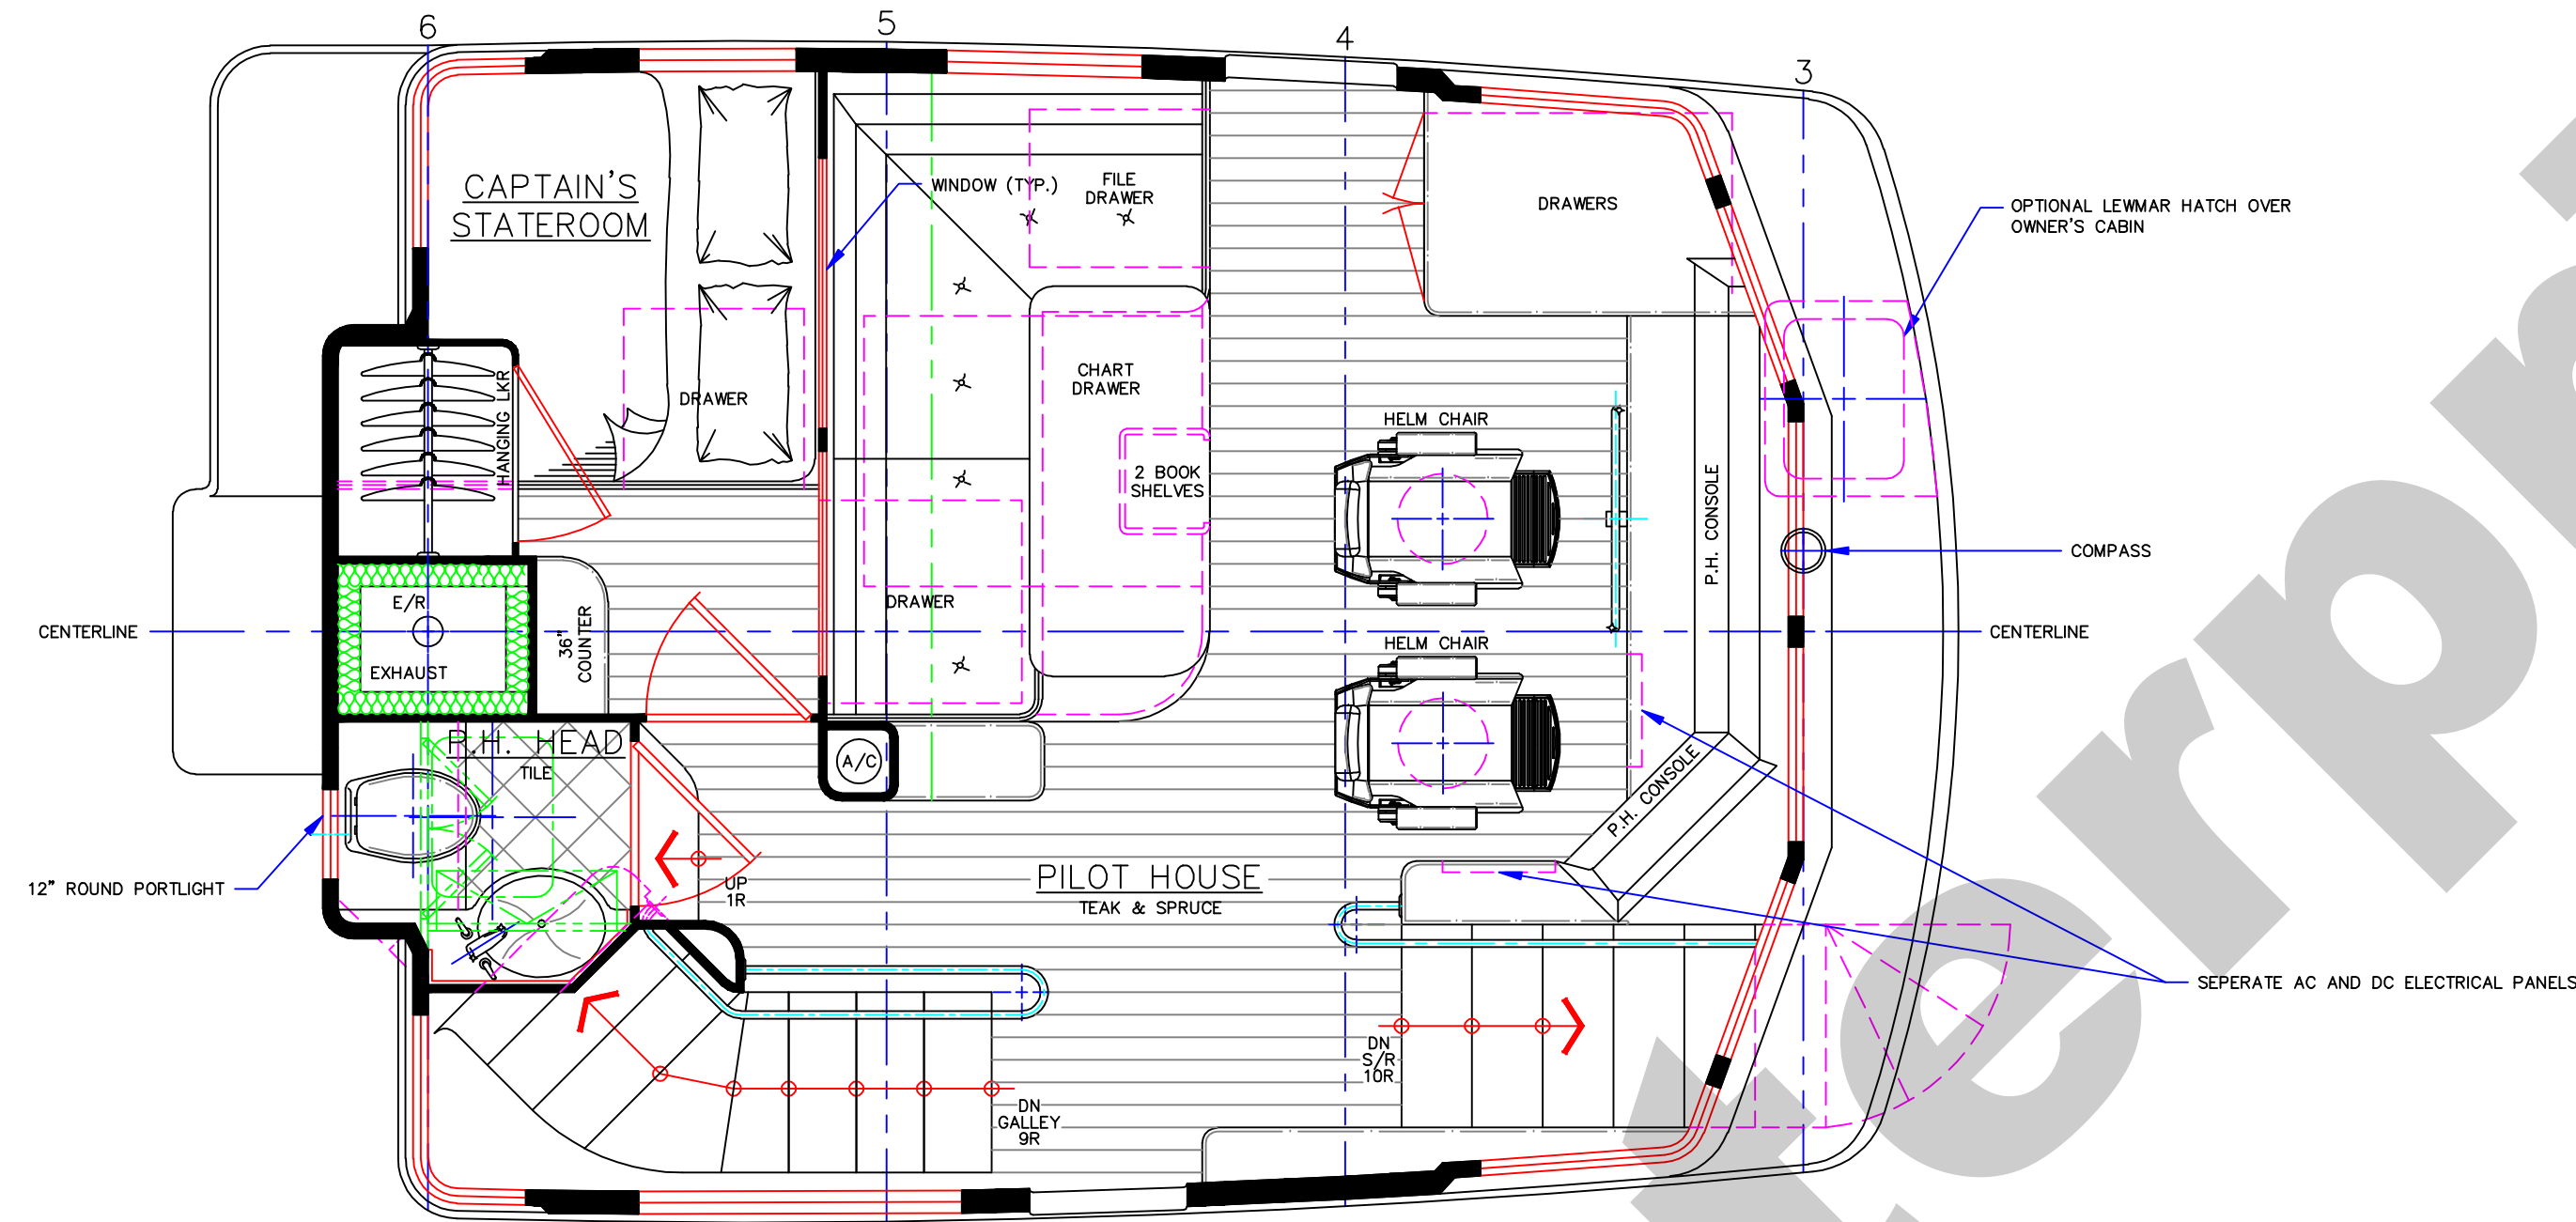 6
5
4
3
CAPTAIN'S
STATEROOM
WINDOW (TYP.)
FILE
DRAWER
DRAWERS
OPTIONAL LEWMAR HATCH OVER
OWNER'S CABIN
HANGING LKR
DRAWER
CHART
DRAWER
HELM CHAIR
2 BOOK
SHELVES
P.H. CONSOLE
COMPASS
E/R
EXHAUST
36"
COUNTER
DRAWER
CENTERLINE
CENTERLINE
HELM CHAIR
P.H. HEAD
TILE
A/C
P.H. CONSOLE
12" ROUND PORTLIGHT
UP
1R
PILOT HOUSE
TEAK & SPRUCE
SEPERATE AC AND DC ELECTRICAL PANELS
DN
S/R
10R
DN
GALLEY
9R